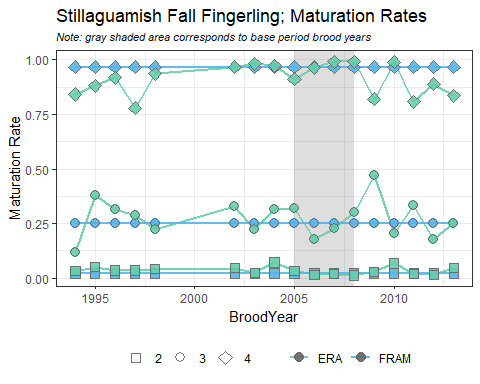 Stillaguamish Fall Fingerling; Maturation Rates
Note: gray shaded area corresponds to base period brood years
1.00
0.75
0.50
0.25
0.00
Maturation Rate
1995 2000 2005 2010
BroodYear
2 3 4 ERA FRAM